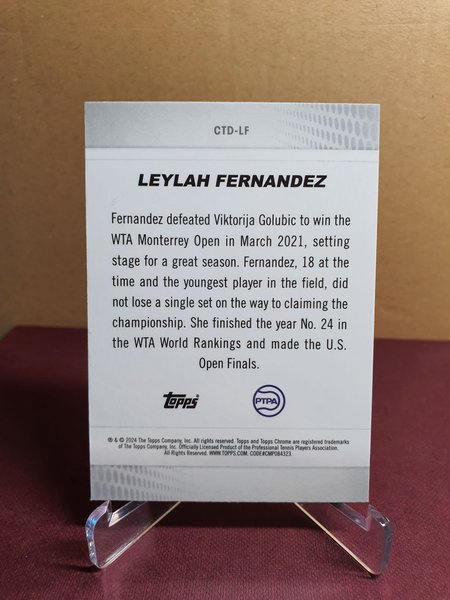 CTD-LF
LEYLAH FERNANDEZ
Fernandez defeated Viktorija Golubic to win the
WTA Monterrey Open in March 2021, setting
stage for a great season. Fernandez, 18 at the
time and the youngest player in the field, did
not lose a single set on the way to claiming the
championship. She finished the year No. 24 in
the WTA World Rankings and made the U.S.
Open Finals.
Topps
PTPA
® & © 2024 The Topps Company, Inc. All rights reserved. Topps and Topps Chrome are registered trademarks
of The Topps Company, Inc. Officially Licensed Product of the Professional Tennis Players Association.
All Rights Reserved. WWW.TOPPS.COM. CODE#CMP084323.